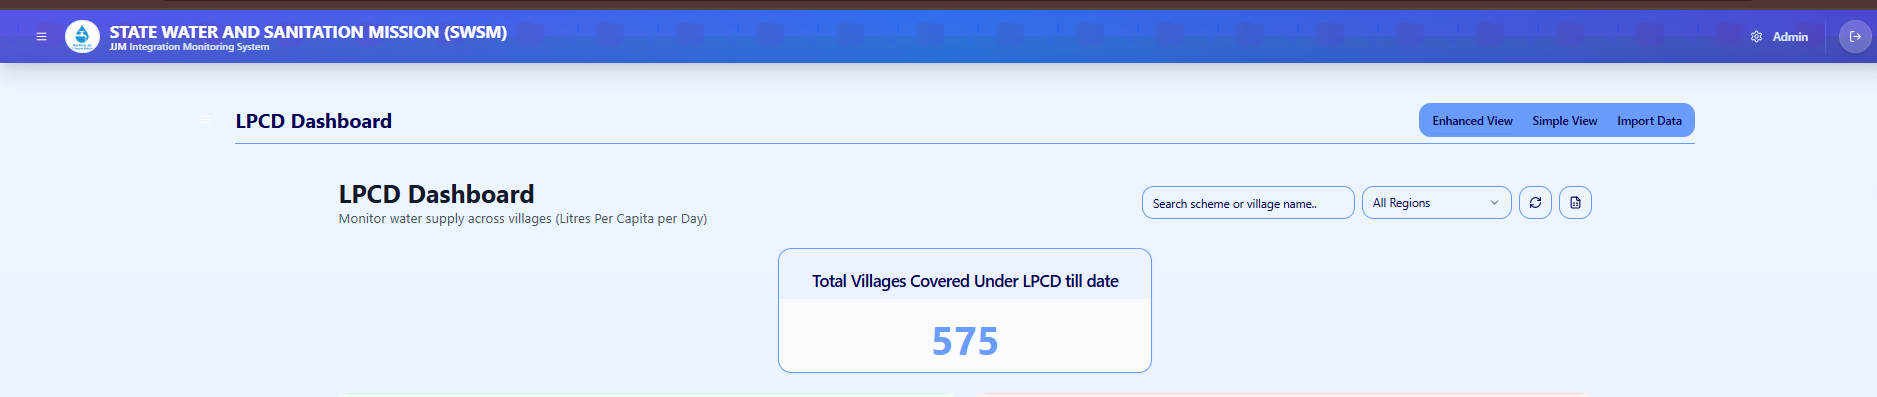 STATE WATER AND SANITATION MISSION (SWSM)
JJM Integration Monitoring System
Admin
LPCD Dashboard
Enhanced View
Simple View
Import Data
LPCD Dashboard
Monitor water supply across villages (Litres Per Capita per Day)
Search scheme or village name..
All Regions
Total Villages Covered Under LPCD till date
575